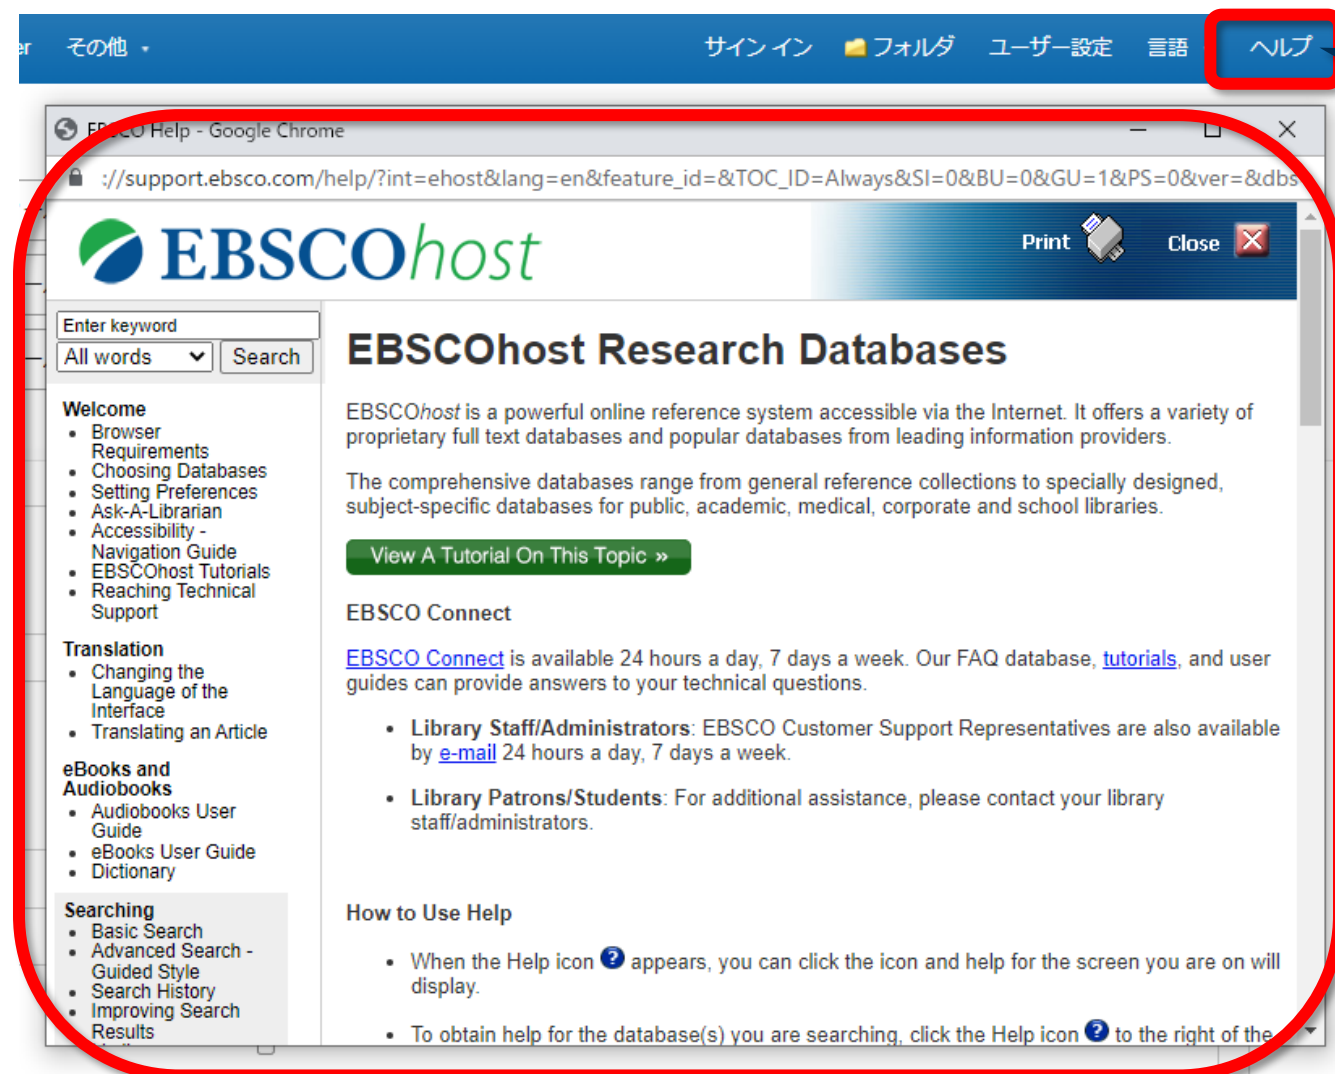 er その他
サイン イン フォルダ ユーザー設定 言語 ヘルプ
EBSCO Help - Google Chrome
://support.ebsco.com/help/?int=ehost&lang=en&feature_id=&TOC_ID=Always&SI=0&BU=0&GU=1&PS=0&ver=&dbs
EBSCOhost
Print Close
Enter keyword
All words Search
Welcome
Browser
Requirements
Choosing Databases
Setting Preferences
Ask-A-Librarian
Accessibility -
Navigation Guide
EBSCOhost Tutorials
Reaching Technical
Support
Translation
Changing the
Language of the
Interface
Translating an Article
eBooks and
Audiobooks
Audiobooks User
Guide
eBooks User Guide
Dictionary
Searching
Basic Search
Advanced Search -
Guided Style
Search History
Improving Search
Results
EBSCOhost Research Databases
EBSCOhost is a powerful online reference system accessible via the Internet. It offers a variety of
proprietary full text databases and popular databases from leading information providers.
The comprehensive databases range from general reference collections to specially designed,
subject-specific databases for public, academic, medical, corporate and school libraries.
View A Tutorial On This Topic »
EBSCO Connect
EBSCO Connect is available 24 hours a day, 7 days a week. Our FAQ database, tutorials, and user
guides can provide answers to your technical questions.
Library Staff/Administrators: EBSCO Customer Support Representatives are also available
by e-mail 24 hours a day, 7 days a week.
Library Patrons/Students: For additional assistance, please contact your library
staff/administrators.
How to Use Help
When the Help icon ? appears, you can click the icon and help for the screen you are on will
display.
To obtain help for the database(s) you are searching, click the Help icon ? to the right of the